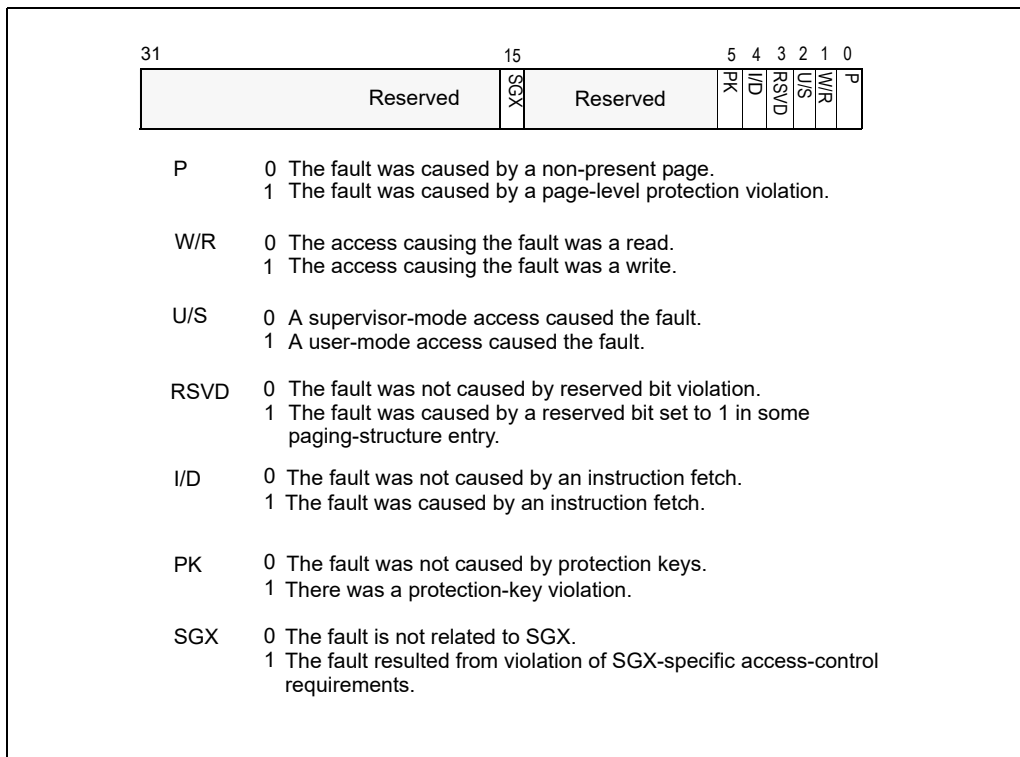 31 15 5 4 3 2 1 0
Reserved SGX Reserved PK I/D RSVD U/S W/R P
P 0 The fault was caused by a non-present page.
1 The fault was caused by a page-level protection violation.
W/R 0 The access causing the fault was a read.
1 The access causing the fault was a write.
U/S 0 A supervisor-mode access caused the fault.
1 A user-mode access caused the fault.
RSVD 0 The fault was not caused by reserved bit violation.
1 The fault was caused by a reserved bit set to 1 in some
paging-structure entry.
I/D 0 The fault was not caused by an instruction fetch.
1 The fault was caused by an instruction fetch.
PK 0 The fault was not caused by protection keys.
1 There was a protection-key violation.
SGX 0 The fault is not related to SGX.
1 The fault resulted from violation of SGX-specific access-control
requirements.